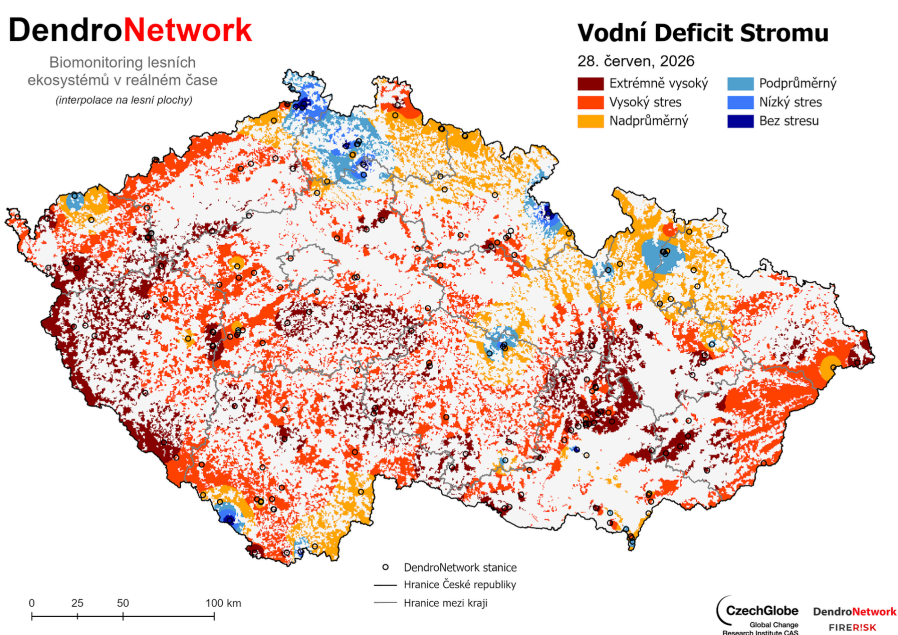 DendroNetwork
Biomonitoring lesních
ekosystémů v reálném čase
(interpolace na lesní plochy)
Vodní Deficit Stromu
28. červen, 2026
Extrémně vysoký
Vysoký stres
Nadprůměrný
Podprůměrný
Nízký stres
Bez stresu
DendroNetwork stanice
Hranice České republiky
Hranice mezi kraji
0 25 50 100 km
CzechGlobe
Global Change
Research Institute CAS
DendroNetwork
FIRERISK